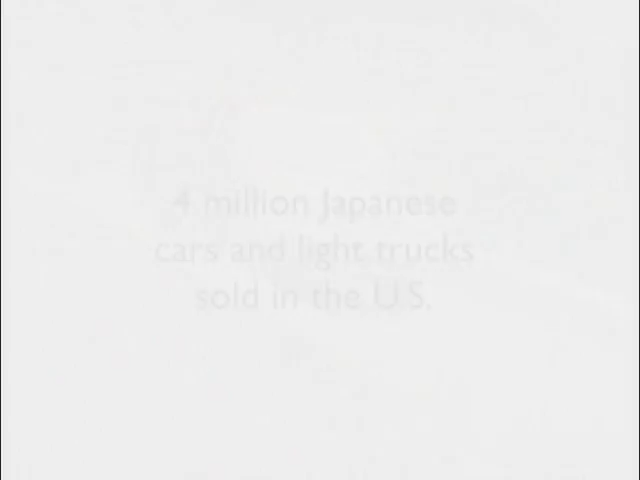 4 million Japanese
cars and light trucks
sold in the U.S.